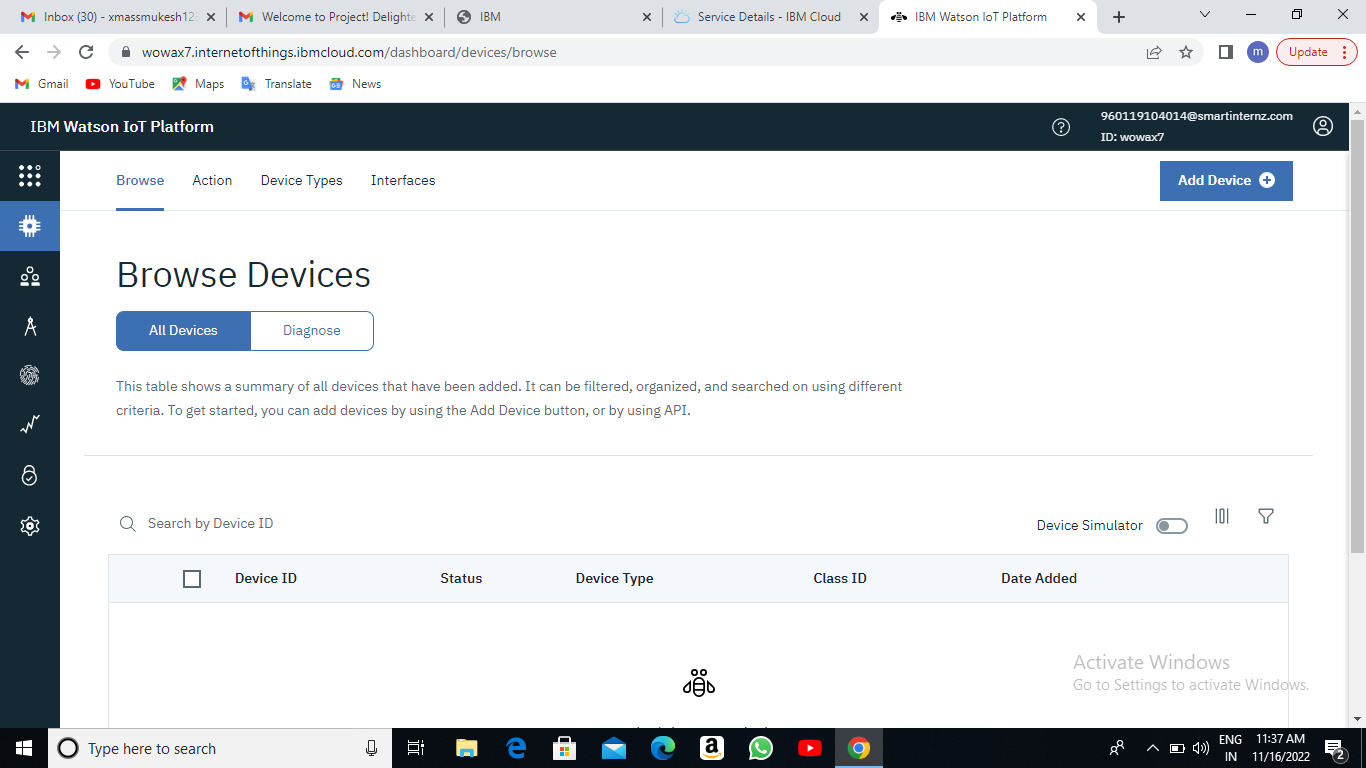 Inbox (30) - xmassmukesh123
Welcome to Project! Delighte
IBM
Service Details - IBM Cloud
IBM Watson IoT Platform
wowax7.internetofthings.ibmcloud.com/dashboard/devices/browse
m
Update
Gmail
YouTube
Maps
Translate
News
IBM Watson IoT Platform
960119104014@smartinternz.com
ID: wowax7
Browse
Action
Device Types
Interfaces
Add Device
Browse Devices
All Devices
Diagnose
This table shows a summary of all devices that have been added. It can be filtered, organized, and searched on using different
criteria. To get started, you can add devices by using the Add Device button, or by using API.
Search by Device ID
Device Simulator
Device ID
Status
Device Type
Class ID
Date Added
Activate Windows
Go to Settings to activate Windows.
Type here to search
ENG
IN
11:37 AM
11/16/2022
2